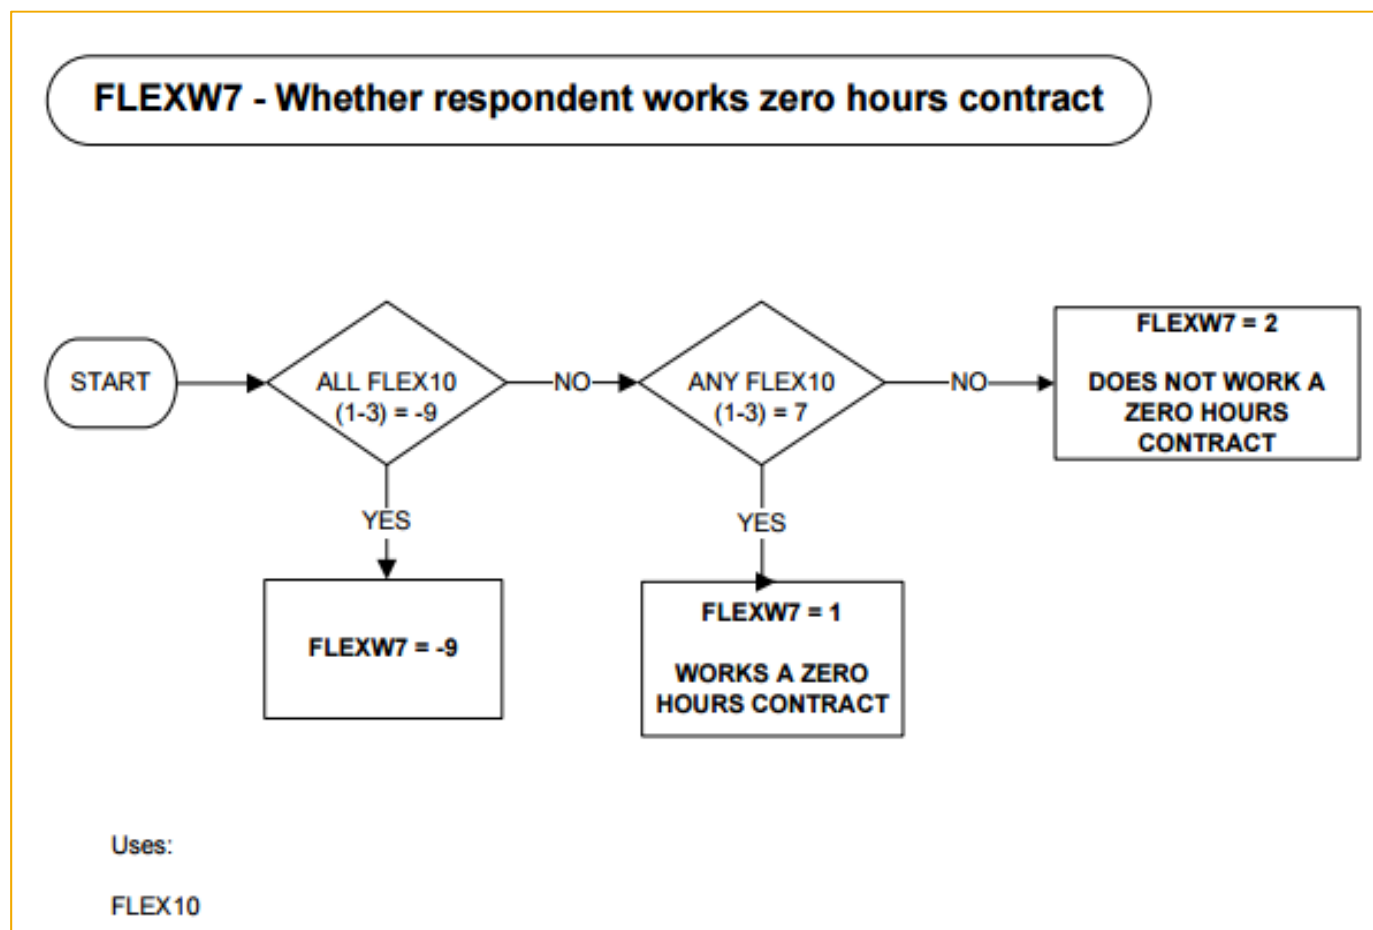 FLEXW7 - Whether respondent works zero hours contract
START
ALL FLEX10
(1-3) = -9
NO
ANY FLEX10
(1-3) = 7
NO
FLEXW7 = 2
DOES NOT WORK A
ZERO HOURS
CONTRACT
YES
YES
FLEXW7 = -9
FLEXW7 = 1
WORKS A ZERO
HOURS CONTRACT
Uses:
FLEX10